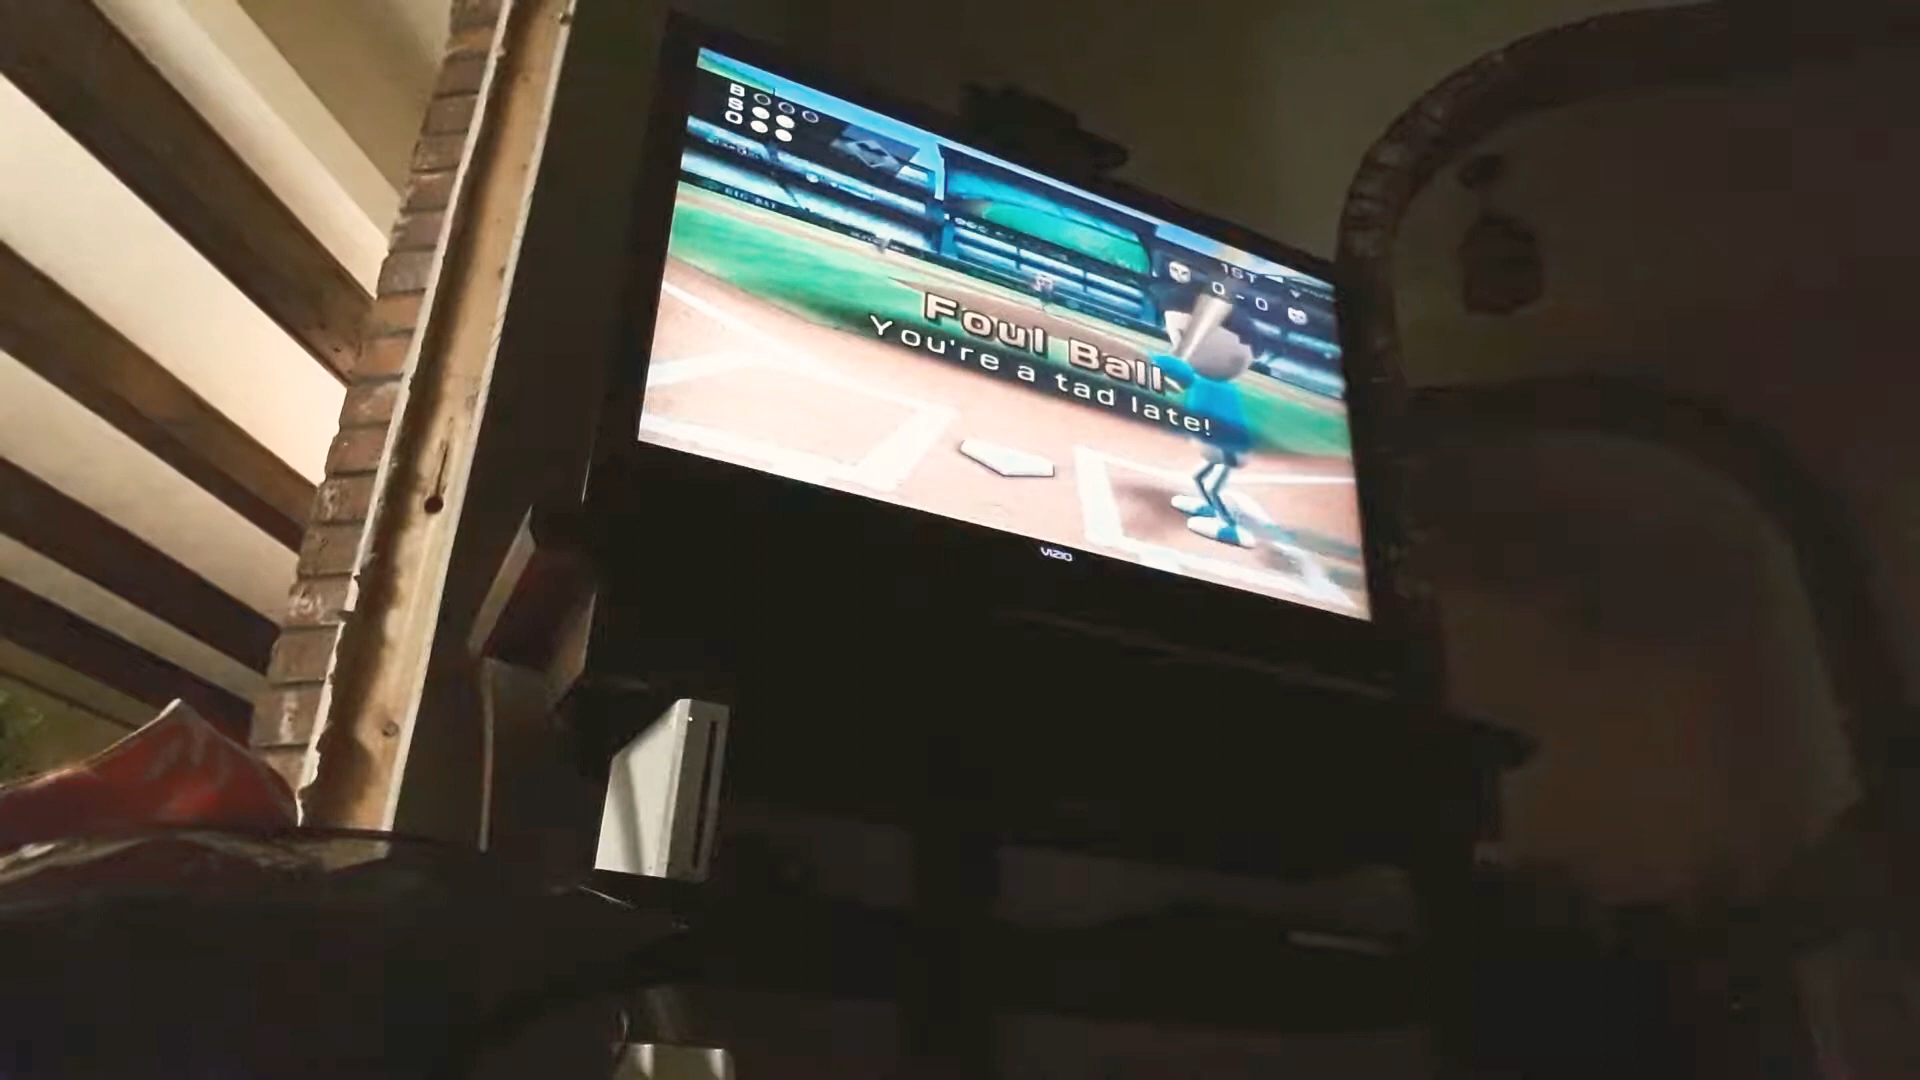 B
S
O
1ST
0 - 0
Foul Ball
You're a tad late!
VIZIO